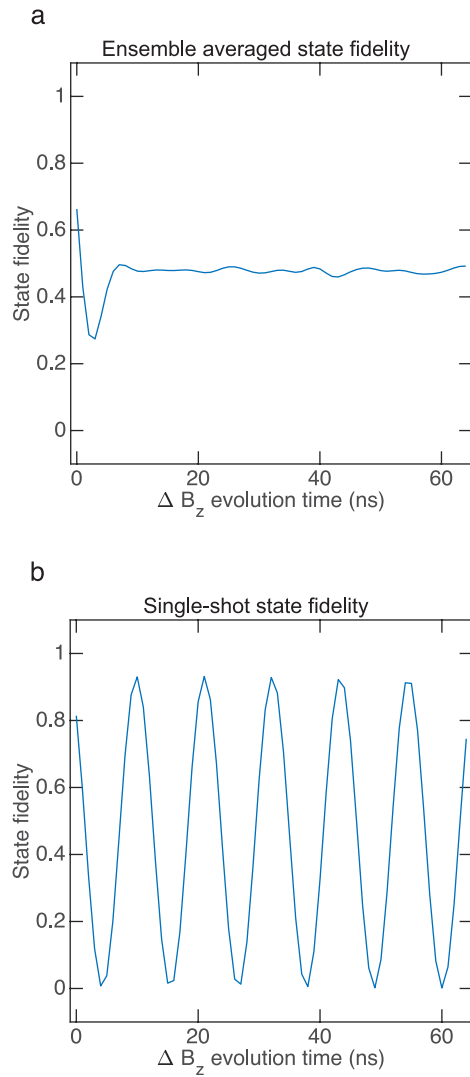 a
Ensemble averaged state fidelity
1
0.8
0.6
0.4
0.2
0
State fidelity
0 20 40 60
Δ B_z evolution time (ns)
b
Single-shot state fidelity
1
0.8
0.6
0.4
0.2
0
State fidelity
0 20 40 60
Δ B_z evolution time (ns)